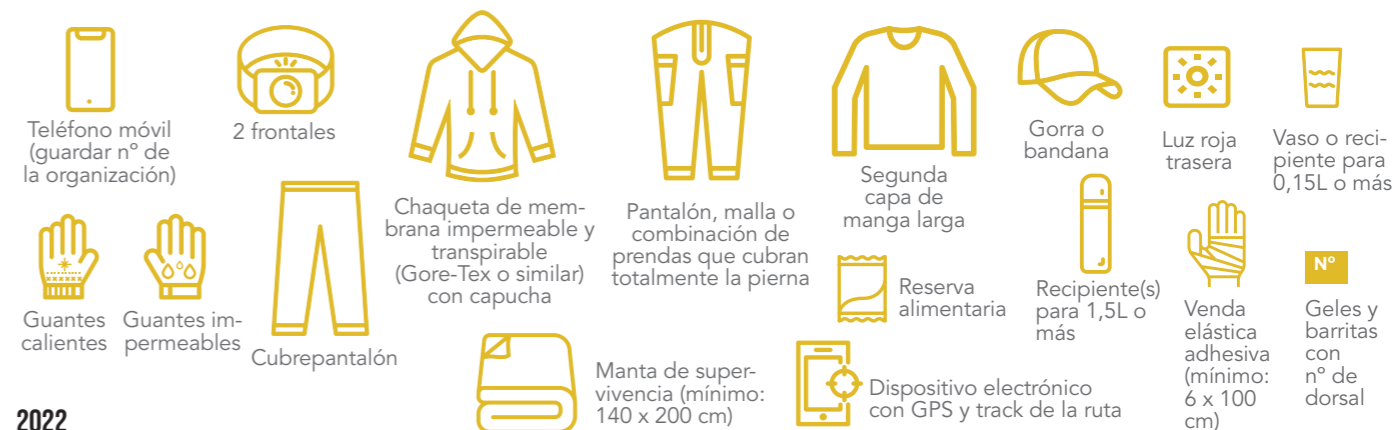 Teléfono móvil
(guardar nº de
la organización)
2 frontales
Chaqueta de mem-
brana impermeable y
transpirable
(Gore-Tex o similar)
con capucha
Pantalón, malla o
combinación de
prendas que cubran
totalmente la pierna
Segunda
capa de
manga larga
Gorra o
bandana
Luz roja
trasera
Vaso o reci-
piente para
0,15L o más
Guantes
calientes
Guantes im-
permeables
Cubrepantalón
Manta de super-
vivencia (mínimo:
140 x 200 cm)
Reserva
alimentaria
Dispositivo electrónico
con GPS y track de la ruta
Recipiente(s)
para 1,5L o
más
Venda
elástica
adhesiva
(mínimo:
6 x 100
cm)
Nº
Geles y
barritas
con
nº de
dorsal
2022